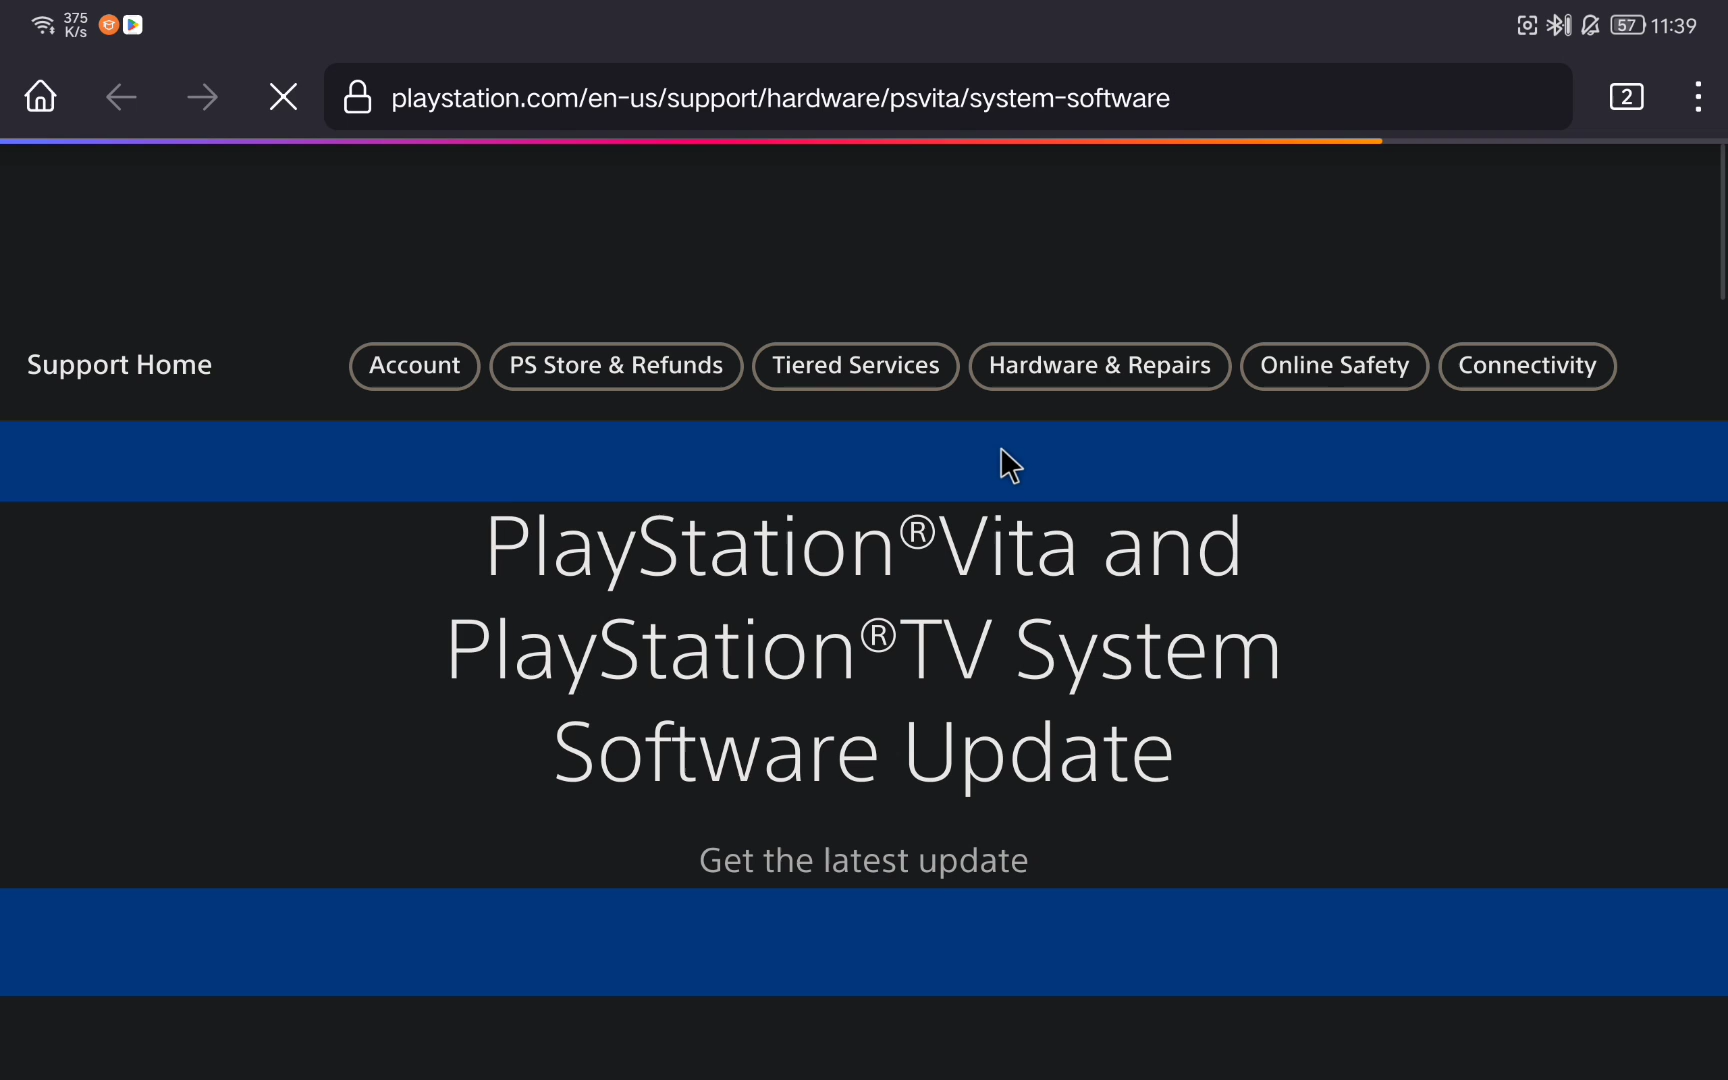 375
K/s
57
11:39
playstation.com/en-us/support/hardware/psvita/system-software
2
Support Home
Account
PS Store & Refunds
Tiered Services
Hardware & Repairs
Online Safety
Connectivity
PlayStation®Vita and
PlayStation®TV System
Software Update
Get the latest update